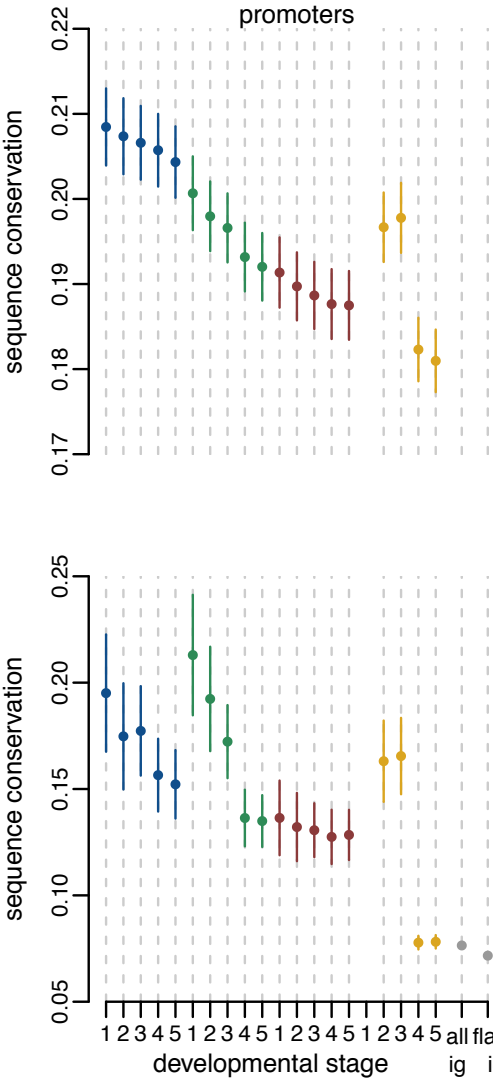 promoters
sequence conservation
0.22
0.21
0.20
0.19
0.18
0.17
sequence conservation
0.25
0.20
0.15
0.10
0.05
1 2 3 4 5 1 2 3 4 5 1 2 3 4 5 1 2 3 4 5 all fla
ig i
developmental stage